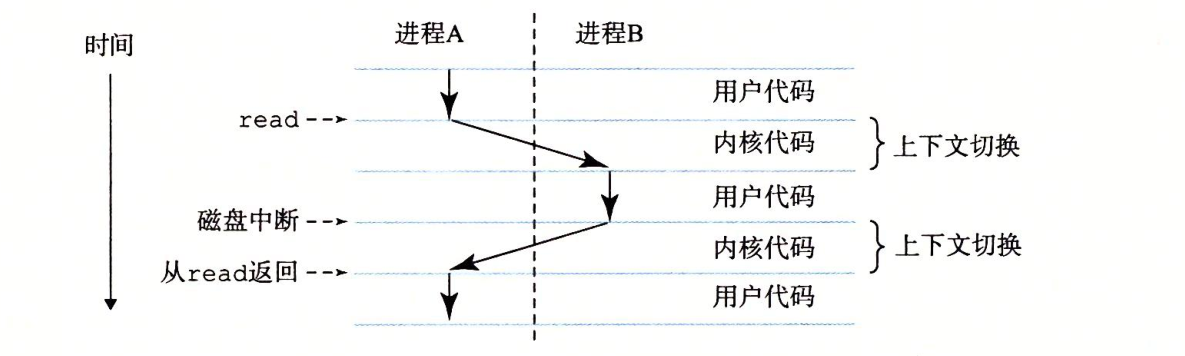 时间
进程A
进程B
用户代码
read
内核代码
上下文切换
用户代码
磁盘中断
内核代码
上下文切换
从read返回
用户代码